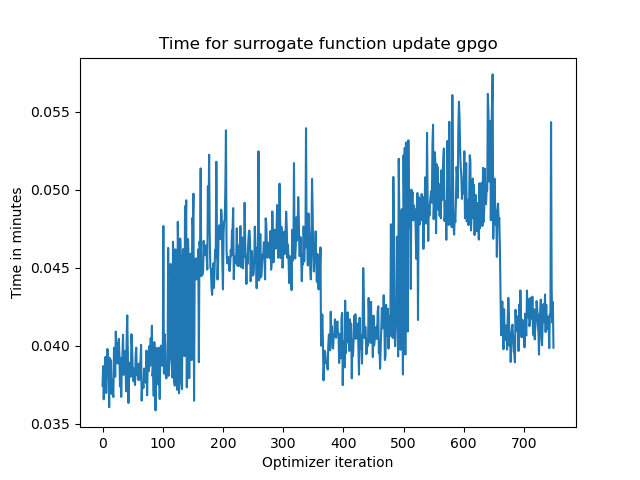 Time for surrogate function update gpgo
0.055
0.050
0.045
0.040
0.035
Time in minutes
0 100 200 300 400 500 600 700
Optimizer iteration